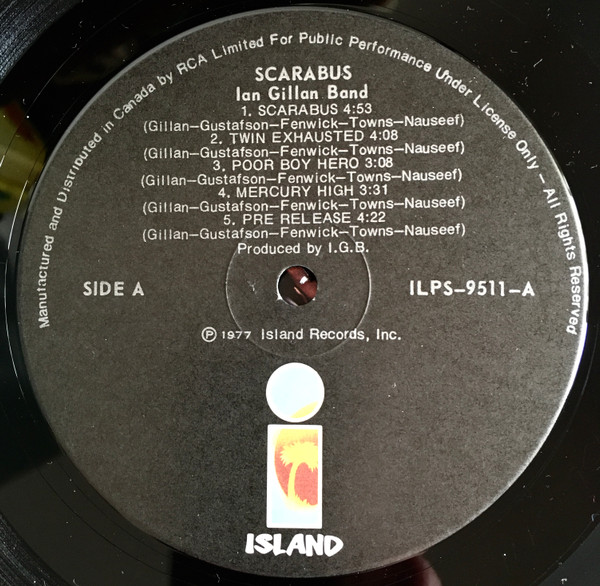 Manufactured and Distributed in Canada by RCA Limited For Public Performance Under License Only – All Rights Reserved
SCARABUS
Ian Gillan Band
1. SCARABUS 4:53
(Gillan–Gustafson–Fenwick–Towns–Nauseef)
2. TWIN EXHAUSTED 4:08
(Gillan–Gustafson–Fenwick–Towns–Nauseef)
3. POOR BOY HERO 3:08
(Gillan–Gustafson–Fenwick–Towns–Nauseef)
4. MERCURY HIGH 3:31
(Gillan–Gustafson–Fenwick–Towns–Nauseef)
5. PRE RELEASE 4:22
(Gillan–Gustafson–Fenwick–Towns–Nauseef)
Produced by I.G.B.
SIDE A
ILPS–9511–A
℗ 1977 Island Records, Inc.
i
ISLAND